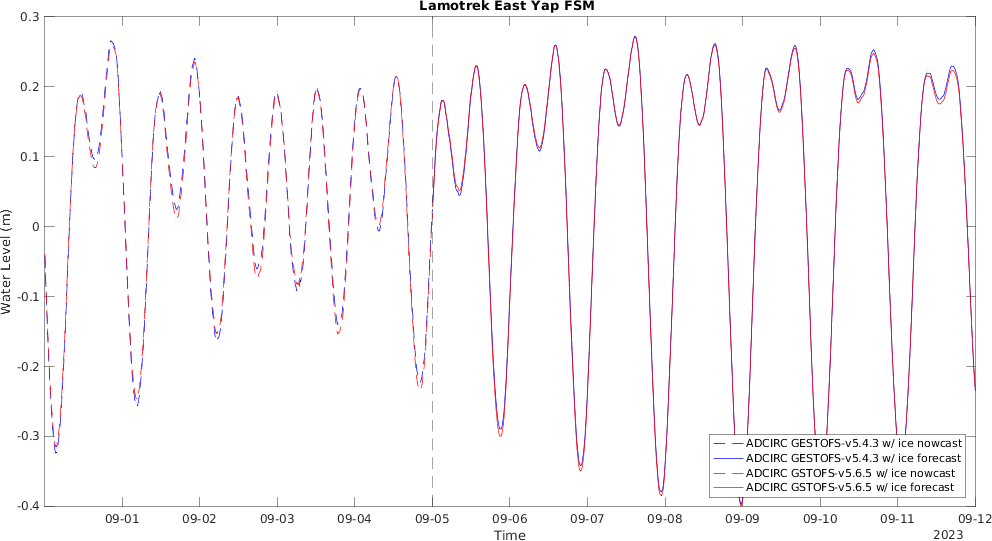 Lamotrek East Yap FSM
0.3
0.2
0.1
0
-0.1
-0.2
-0.3
-0.4
Water Level (m)
ADCIRC GESTOFS-v5.4.3 w/ ice nowcast
ADCIRC GESTOFS-v5.4.3 w/ ice forecast
ADCIRC GSTOFS-v5.6.5 w/ ice nowcast
ADCIRC GSTOFS-v5.6.5 w/ ice forecast
09-01 09-02 09-03 09-04 09-05 09-06 09-07 09-08 09-09 09-10 09-11 09-12
Time
2023